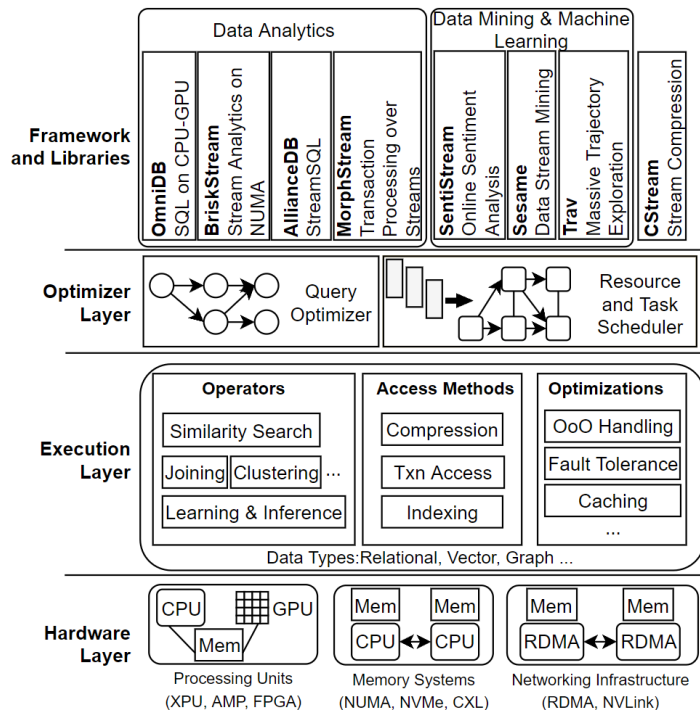 Data Analytics
Data Mining & Machine
Learning
Framework
and Libraries
OmniDB
SQL on CPU-GPU
BriskStream
Stream Analytics on
NUMA
AllianceDB
StreamSQL
MorphStream
Transaction
Processing over
Streams
SentiStream
Online Sentiment
Analysis
Sesame
Data Stream Mining
Trav
Massive Trajectory
Exploration
CStream
Stream Compression
Optimizer
Layer
Query
Optimizer
Resource
and Task
Scheduler
Execution
Layer
Operators
Similarity Search
Joining
Clustering
...
Learning & Inference
Access Methods
Compression
Txn Access
Indexing
Optimizations
OoO Handling
Fault Tolerance
Caching
...
Data Types:Relational, Vector, Graph ...
Hardware
Layer
CPU
GPU
Mem
Processing Units
(XPU, AMP, FPGA)
Mem
Mem
CPU
CPU
Memory Systems
(NUMA, NVMe, CXL)
Mem
Mem
RDMA
RDMA
Networking Infrastructure
(RDMA, NVLink)